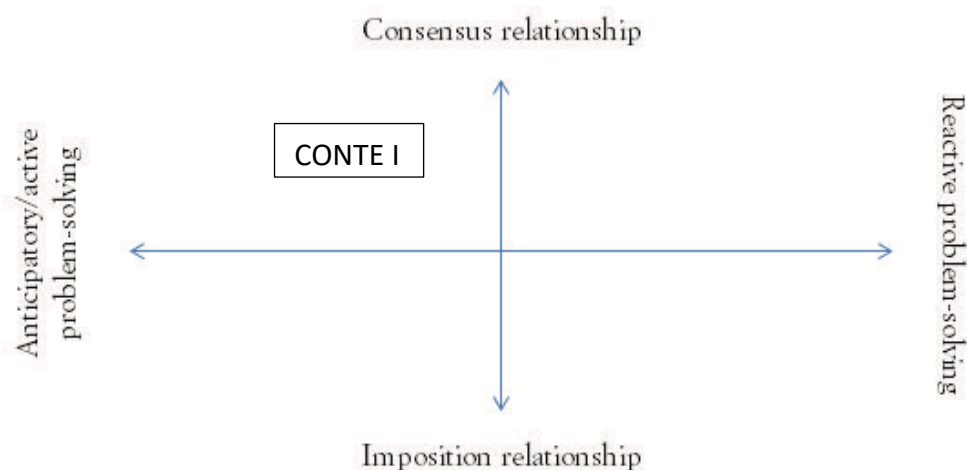 Consensus relationship
Anticipatory/active
problem-solving
CONTE I
Reactive problem-solving
Imposition relationship